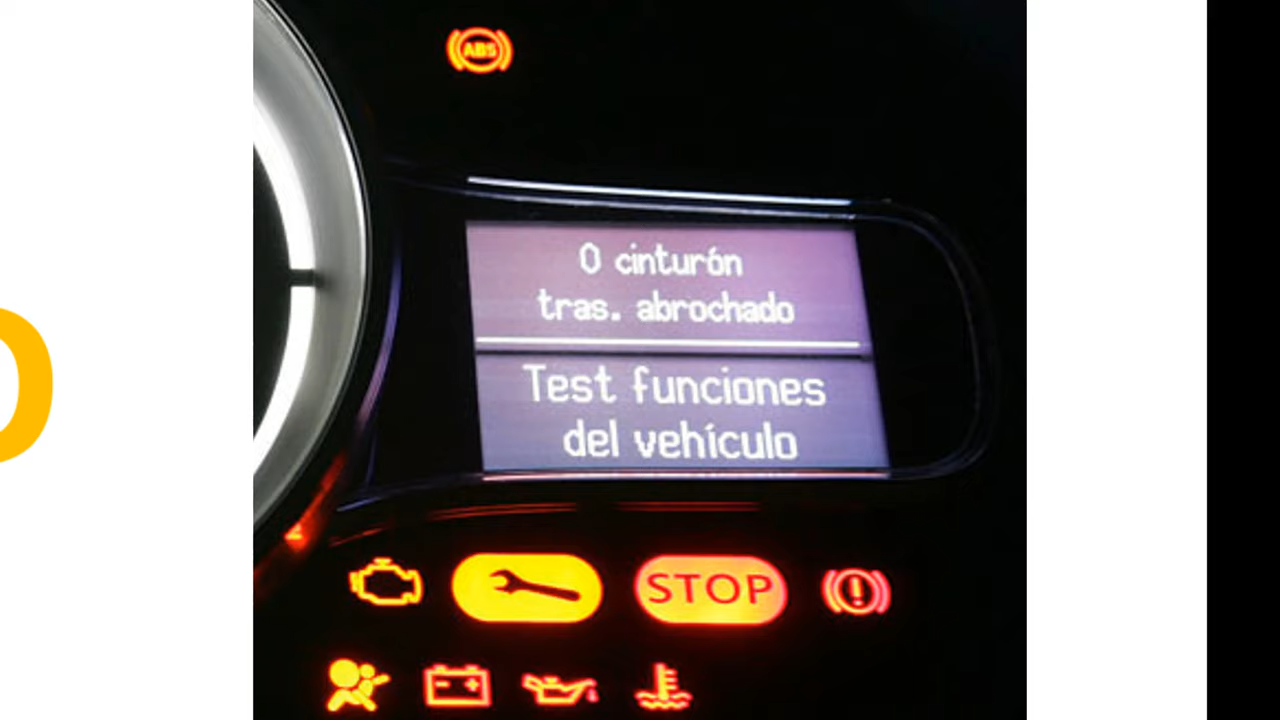 ABS
0 cinturón
tras. abrochado
Test funciones
del vehículo
STOP